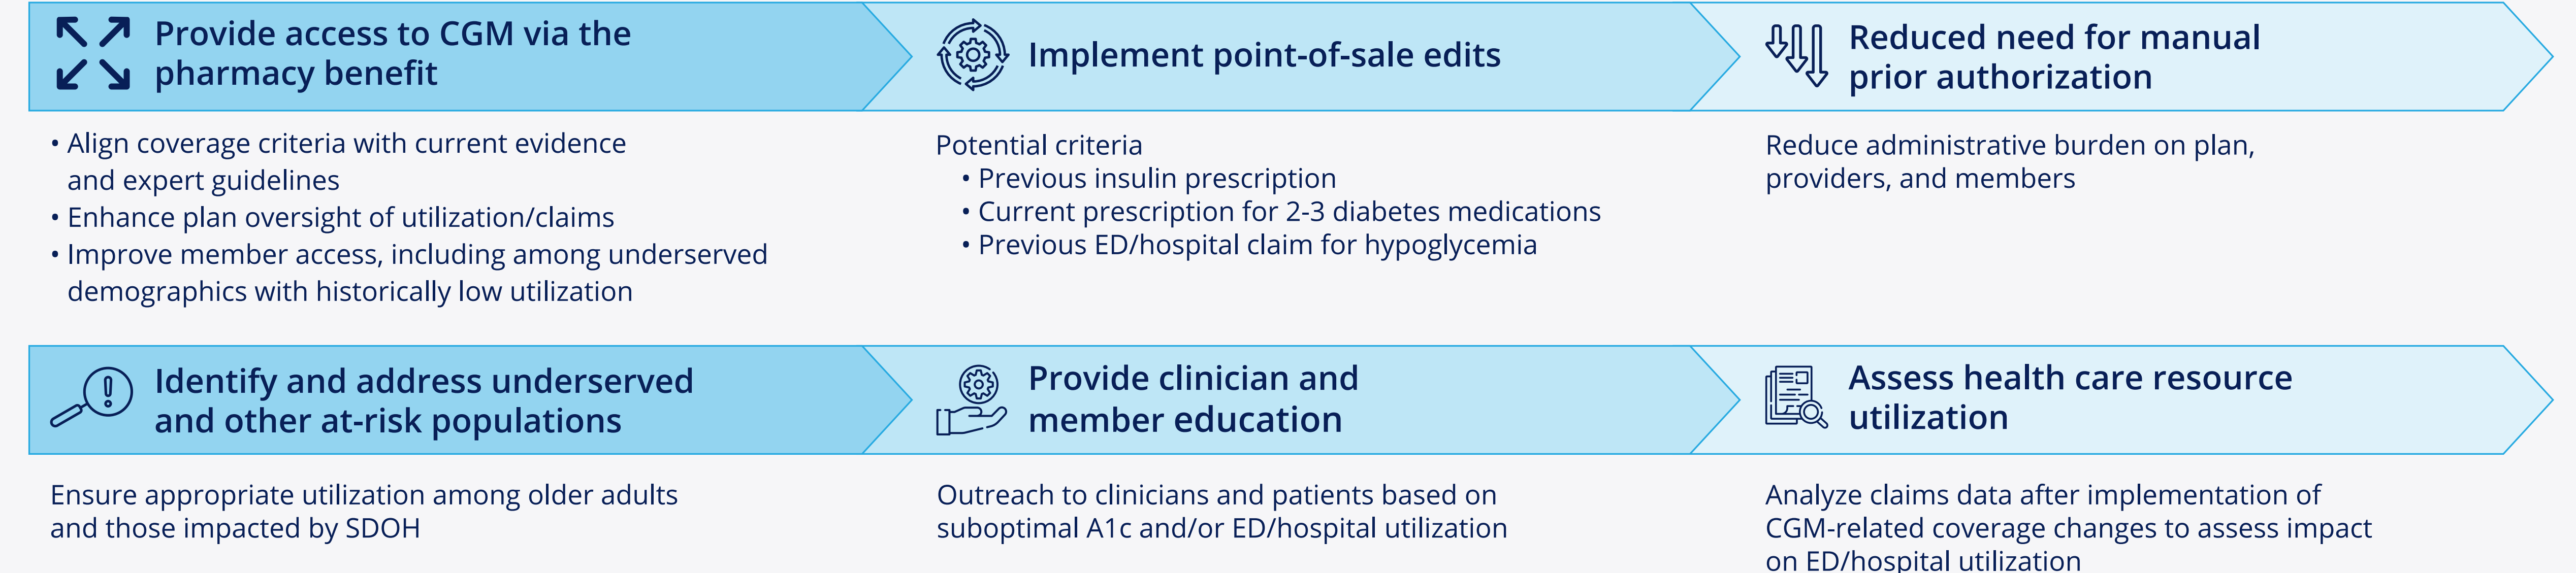 Provide access to CGM via the
pharmacy benefit
• Align coverage criteria with current evidence
and expert guidelines
• Enhance plan oversight of utilization/claims
• Improve member access, including among underserved
demographics with historically low utilization
Implement point-of-sale edits
Potential criteria
• Previous insulin prescription
• Current prescription for 2-3 diabetes medications
• Previous ED/hospital claim for hypoglycemia
Reduced need for manual
prior authorization
Reduce administrative burden on plan,
providers, and members
Identify and address underserved
and other at-risk populations
Ensure appropriate utilization among older adults
and those impacted by SDOH
Provide clinician and
member education
Outreach to clinicians and patients based on
suboptimal A1c and/or ED/hospital utilization
Assess health care resource
utilization
Analyze claims data after implementation of
CGM-related coverage changes to assess impact
on ED/hospital utilization